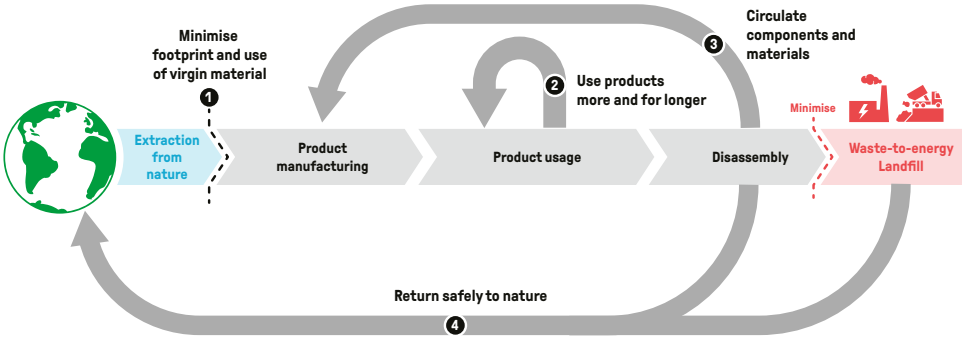 Minimise
footprint and use
of virgin material
1
Extraction
from
nature
Product
manufacturing
2
Use products
more and for longer
Product usage
3
Circulate
components and
materials
Disassembly
Minimise
Waste-to-energy
Landfill
Return safely to nature
4